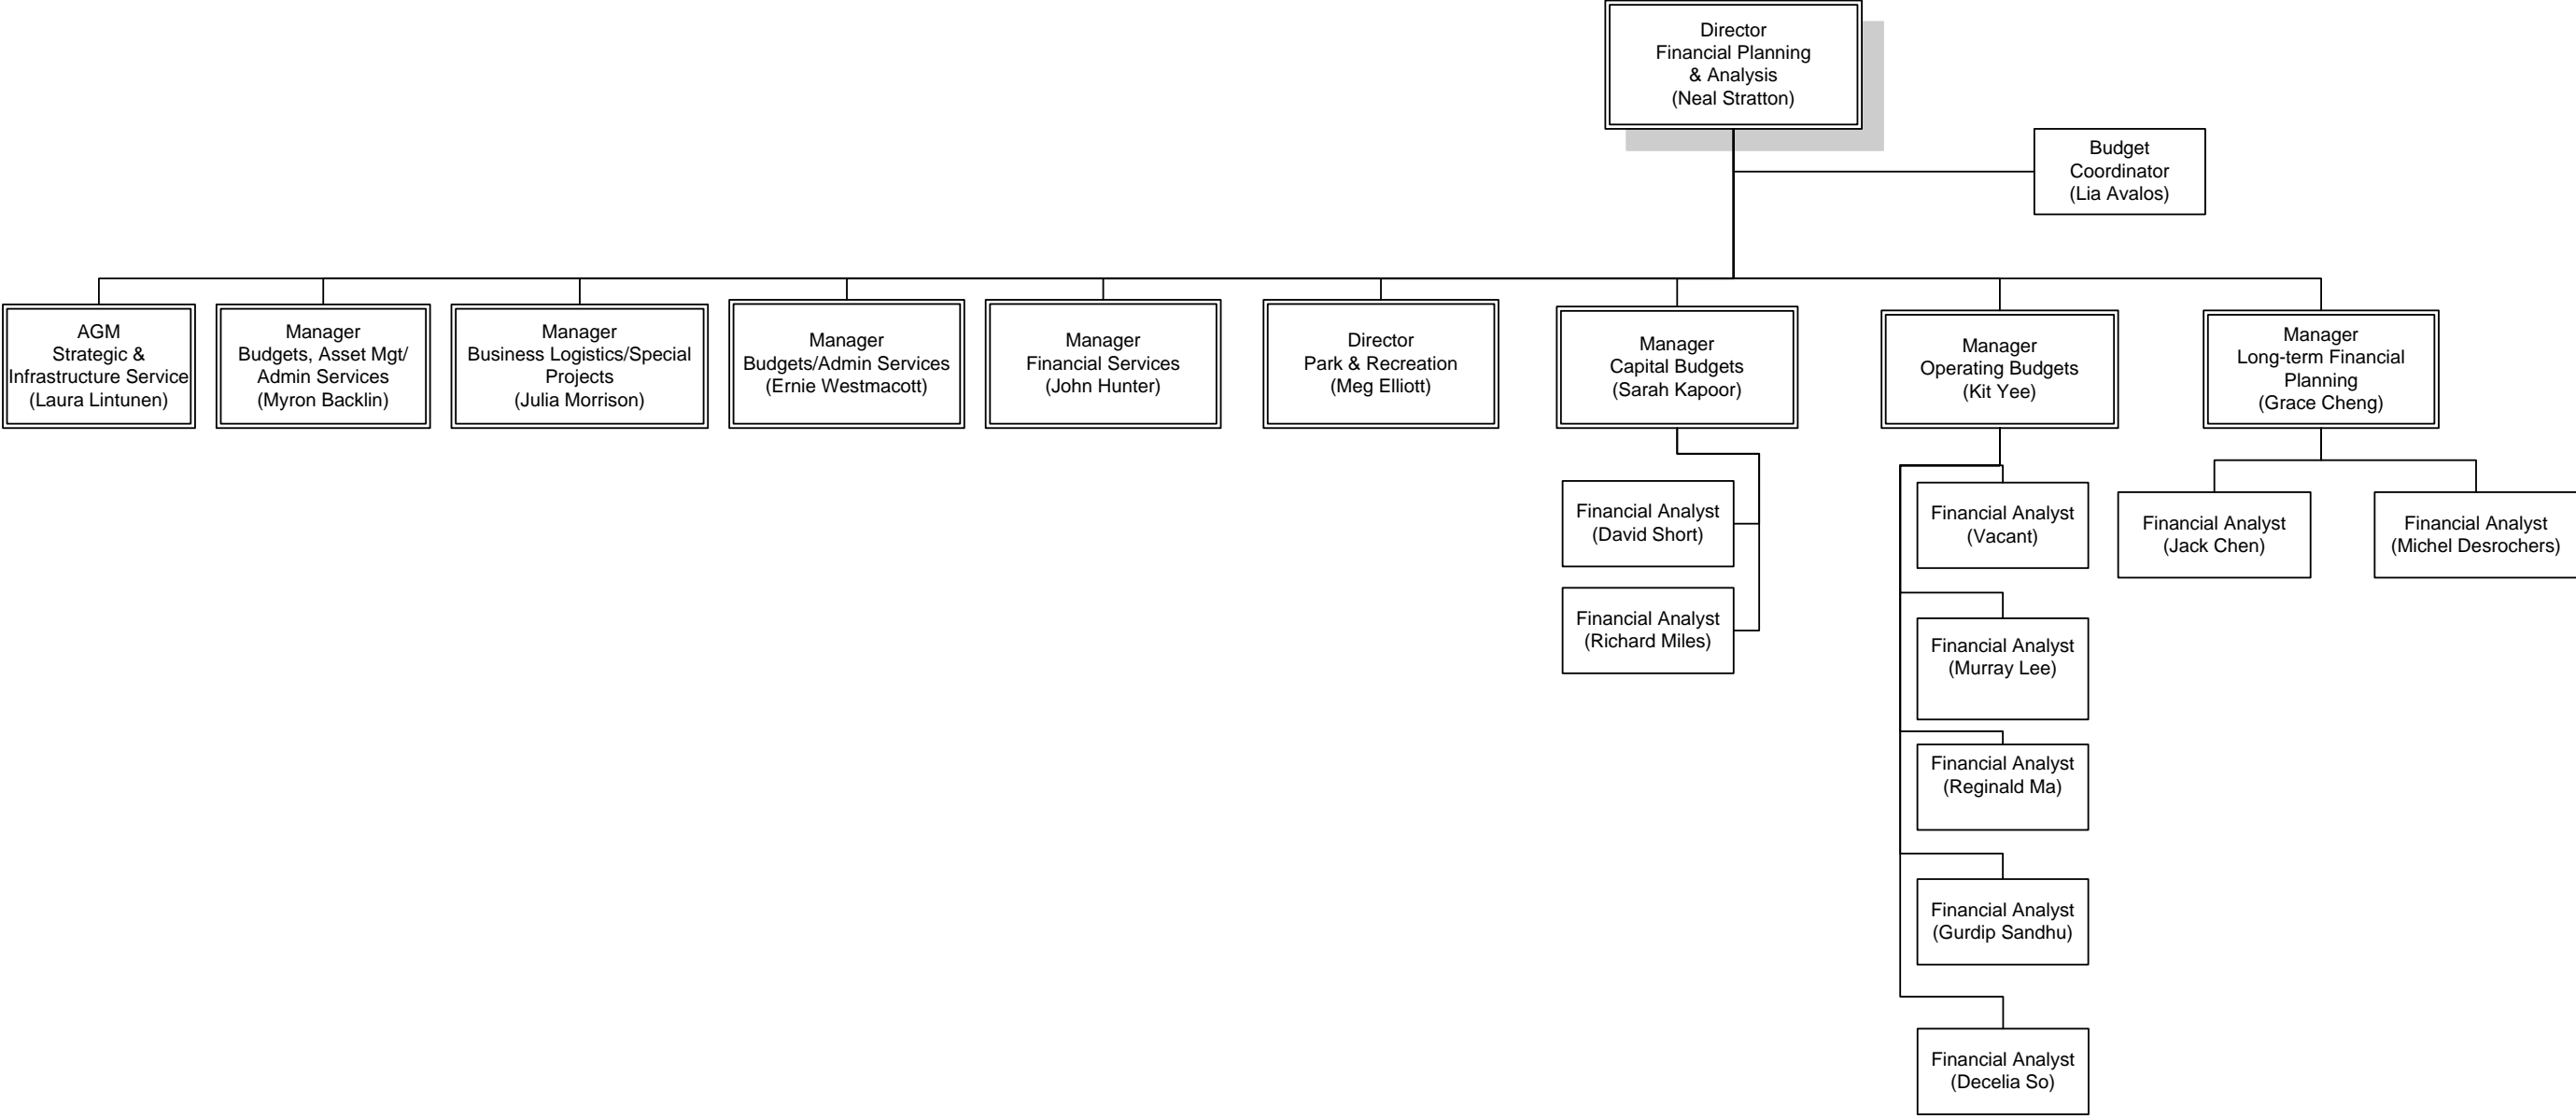 Director
Financial Planning
& Analysis
(Neal Stratton)
Budget
Coordinator
(Lia Avalos)
AGM
Strategic &
Infrastructure Service
(Laura Lintunen)
Manager
Budgets, Asset Mgt/
Admin Services
(Myron Backlin)
Manager
Business Logistics/Special
Projects
(Julia Morrison)
Manager
Budgets/Admin Services
(Ernie Westmacott)
Manager
Financial Services
(John Hunter)
Director
Park & Recreation
(Meg Elliott)
Manager
Capital Budgets
(Sarah Kapoor)
Manager
Operating Budgets
(Kit Yee)
Manager
Long-term Financial
Planning
(Grace Cheng)
Financial Analyst
(David Short)
Financial Analyst
(Richard Miles)
Financial Analyst
(Vacant)
Financial Analyst
(Murray Lee)
Financial Analyst
(Reginald Ma)
Financial Analyst
(Gurdip Sandhu)
Financial Analyst
(Decelia So)
Financial Analyst
(Jack Chen)
Financial Analyst
(Michel Desrochers)